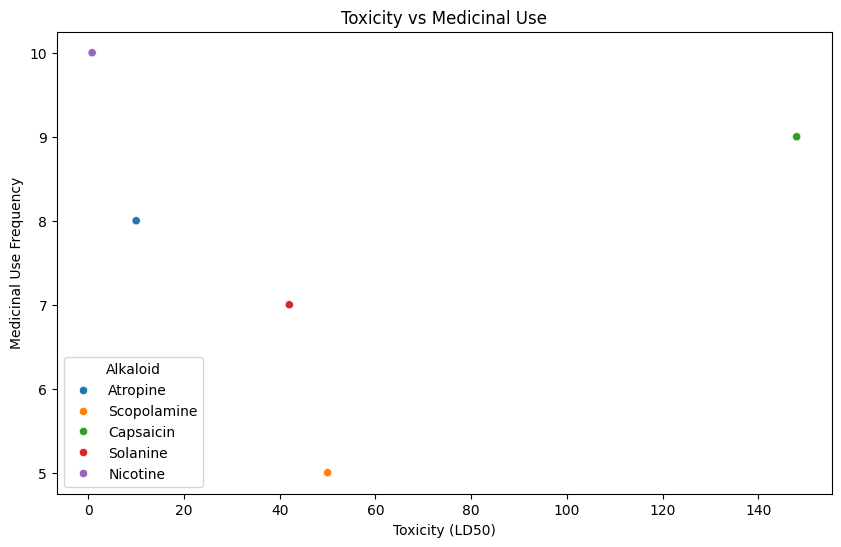 Toxicity vs Medicinal Use
Medicinal Use Frequency
10
9
8
7
6
5
Alkaloid
Atropine
Scopolamine
Capsaicin
Solanine
Nicotine
0 20 40 60 80 100 120 140
Toxicity (LD50)